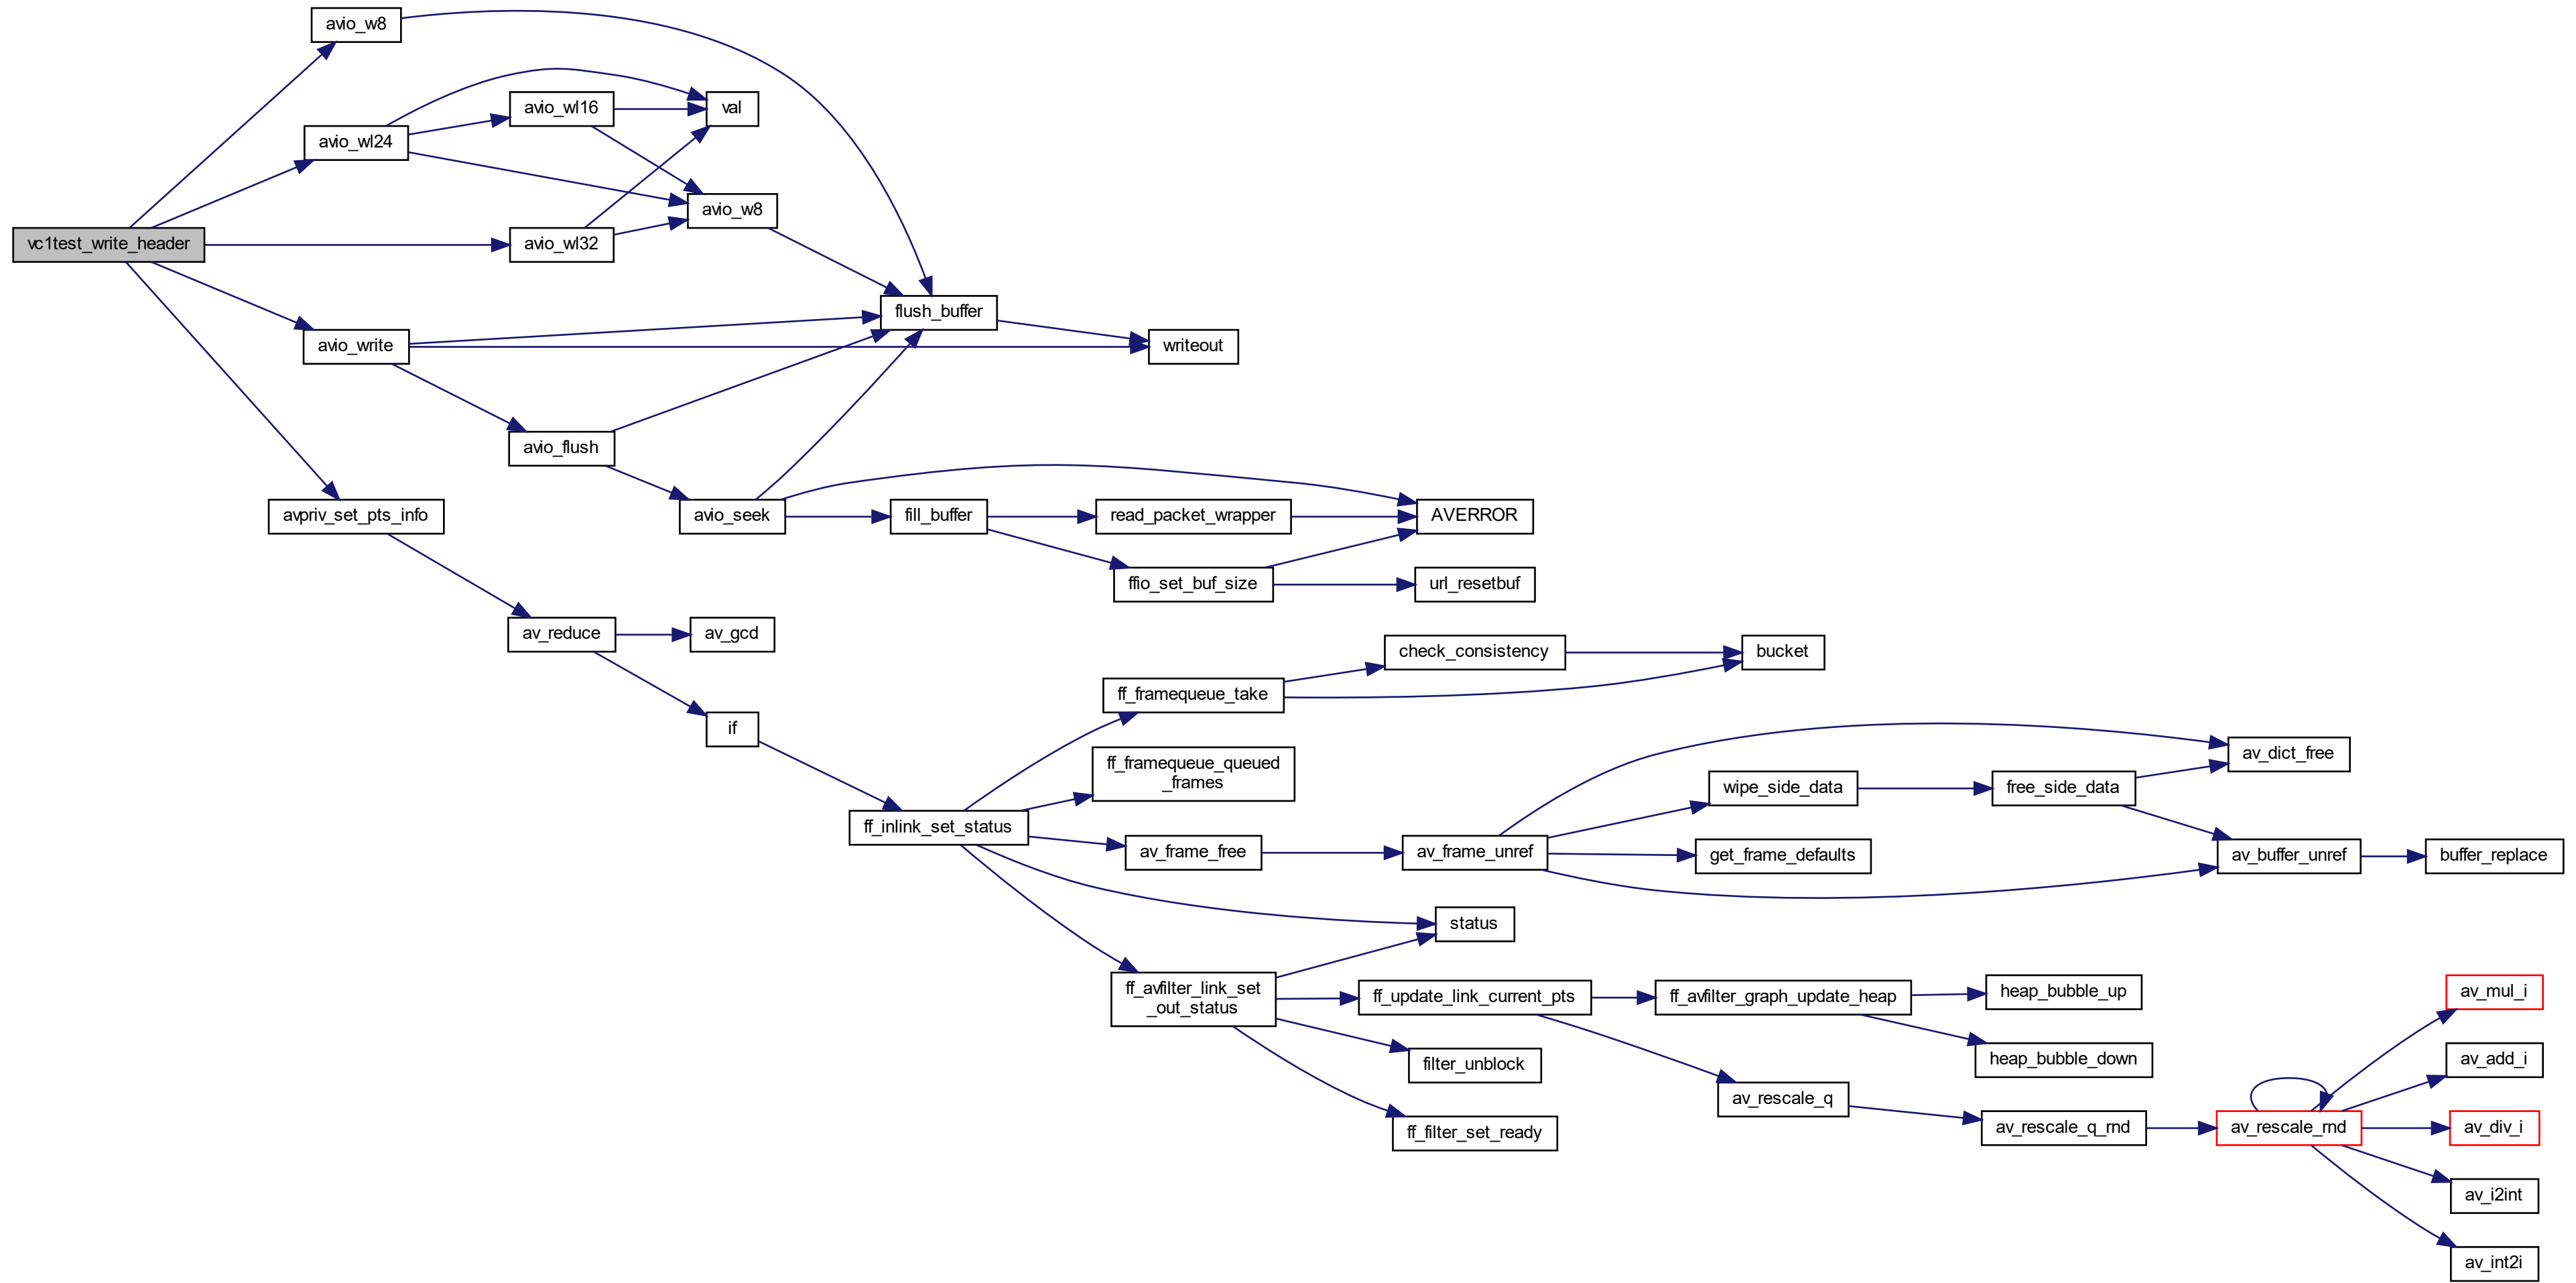 avio_w8
avio_wl16
val
avio_wl24
avio_w8
vc1test_write_header
avio_wl32
flush_buffer
avio_write
writeout
avio_flush
avpriv_set_pts_info
avio_seek
fill_buffer
read_packet_wrapper
AVERROR
ffio_set_buf_size
url_resetbuf
av_reduce
av_gcd
check_consistency
bucket
ff_framequeue_take
if
ff_framequeue_queued
_frames
av_dict_free
wipe_side_data
free_side_data
ff_inlink_set_status
av_frame_free
av_frame_unref
get_frame_defaults
av_buffer_unref
buffer_replace
status
ff_avfilter_link_set
_out_status
ff_update_link_current_pts
ff_avfilter_graph_update_heap
heap_bubble_up
av_mul_i
filter_unblock
heap_bubble_down
av_add_i
av_rescale_q
ff_filter_set_ready
av_rescale_q_rnd
av_rescale_rnd
av_div_i
av_i2int
av_int2i